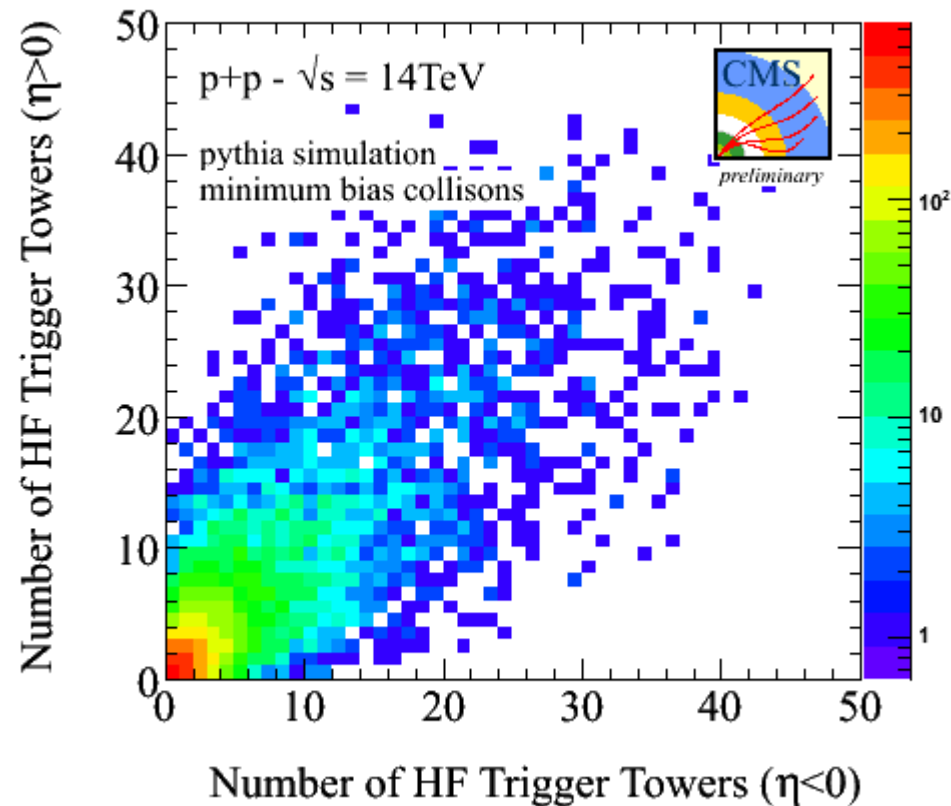 p+p - √s = 14TeV
pythia simulation
minimum bias collisons
CMS
preliminary
Number of HF Trigger Towers (η>0)
50
40
30
20
10
0
0 10 20 30 40 50
Number of HF Trigger Towers (η<0)
10²
10
1